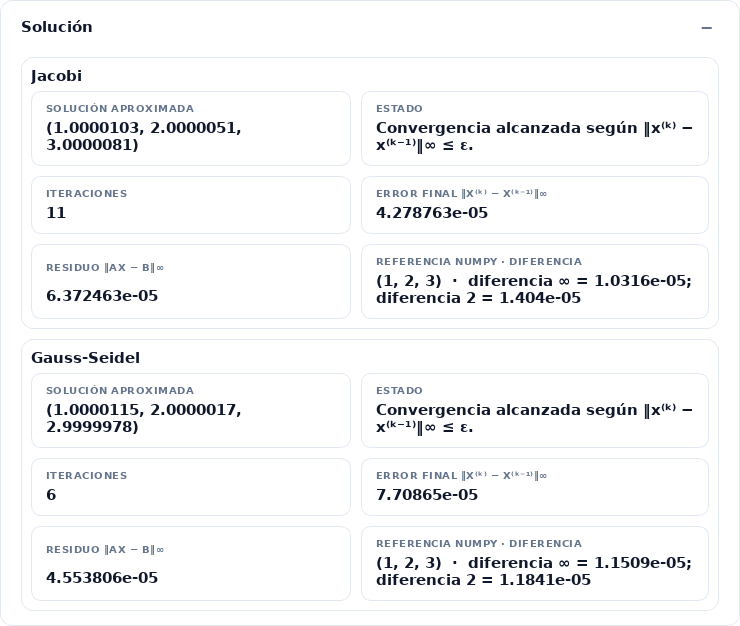 Solución
−
Jacobi
SOLUCIÓN APROXIMADA
(1.0000103, 2.0000051,
3.0000081)
ESTADO
Convergencia alcanzada según ‖x⁽ᵏ⁾ −
x⁽ᵏ⁻¹⁾‖∞ ≤ ε.
ITERACIONES
11
ERROR FINAL ‖X⁽ᵏ⁾ − X⁽ᵏ⁻¹⁾‖∞
4.278763e-05
RESIDUO ‖AX − B‖∞
6.372463e-05
REFERENCIA NUMPY · DIFERENCIA
(1, 2, 3) · diferencia ∞ = 1.0316e-05;
diferencia 2 = 1.404e-05
Gauss-Seidel
SOLUCIÓN APROXIMADA
(1.0000115, 2.0000017,
2.9999978)
ESTADO
Convergencia alcanzada según ‖x⁽ᵏ⁾ −
x⁽ᵏ⁻¹⁾‖∞ ≤ ε.
ITERACIONES
6
ERROR FINAL ‖X⁽ᵏ⁾ − X⁽ᵏ⁻¹⁾‖∞
7.70865e-05
RESIDUO ‖AX − B‖∞
4.553806e-05
REFERENCIA NUMPY · DIFERENCIA
(1, 2, 3) · diferencia ∞ = 1.1509e-05;
diferencia 2 = 1.1841e-05